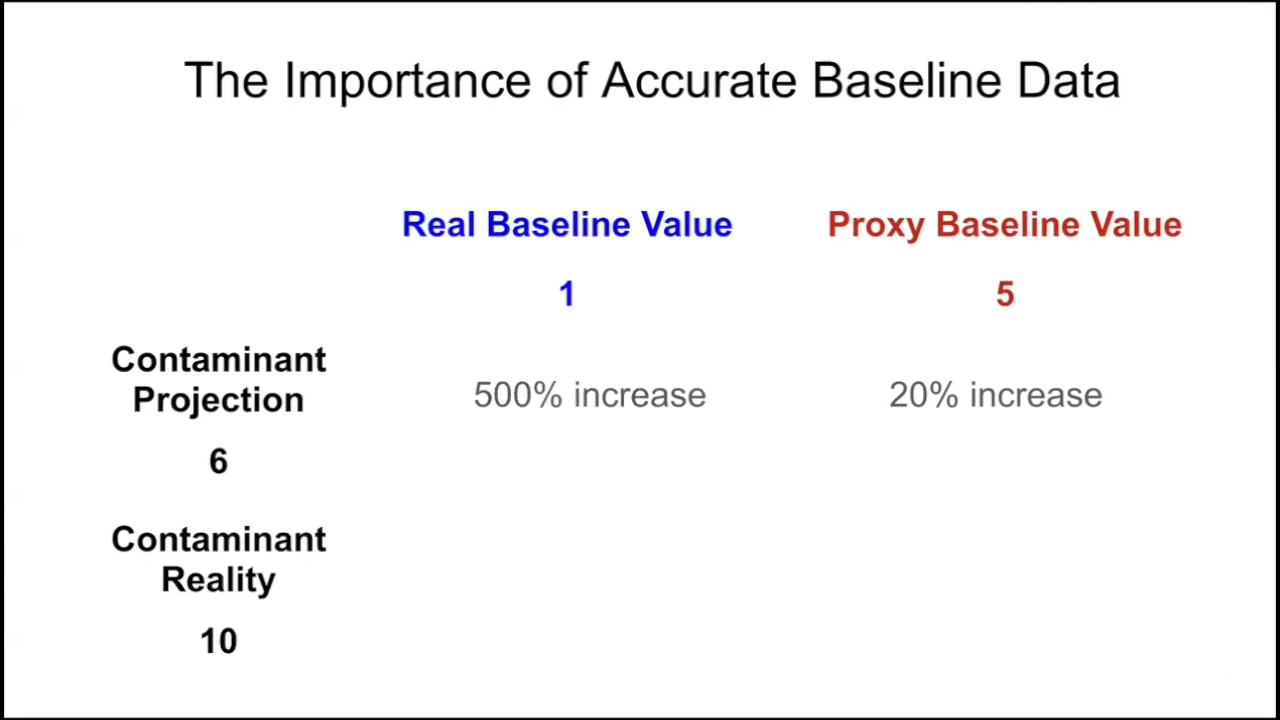 The Importance of Accurate Baseline Data
Real Baseline Value
Proxy Baseline Value
1
5
Contaminant
Projection
500% increase
20% increase
6
Contaminant
Reality
10